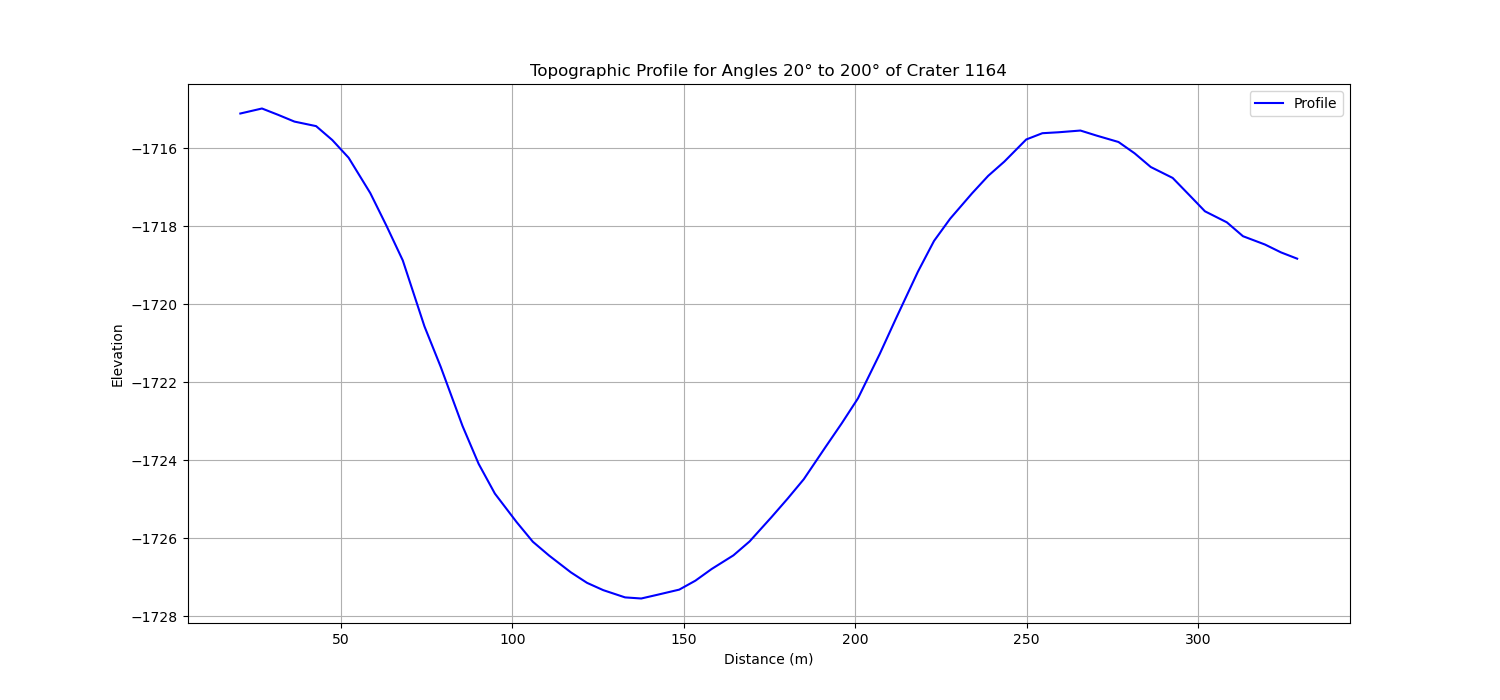 Topographic Profile for Angles 20° to 200° of Crater 1164
Profile
Elevation
−1716
−1718
−1720
−1722
−1724
−1726
−1728
50 100 150 200 250 300
Distance (m)